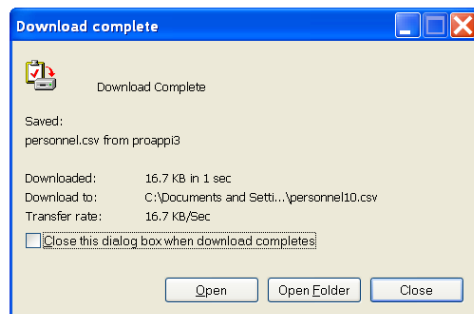 Download complete
Download Complete
Saved:
personnel.csv from proappi3
Downloaded: 16.7 KB in 1 sec
Download to: C:\Documents and Setti...\personnel10.csv
Transfer rate: 16.7 KB/Sec
Close this dialog box when download completes
Open Open Folder Close